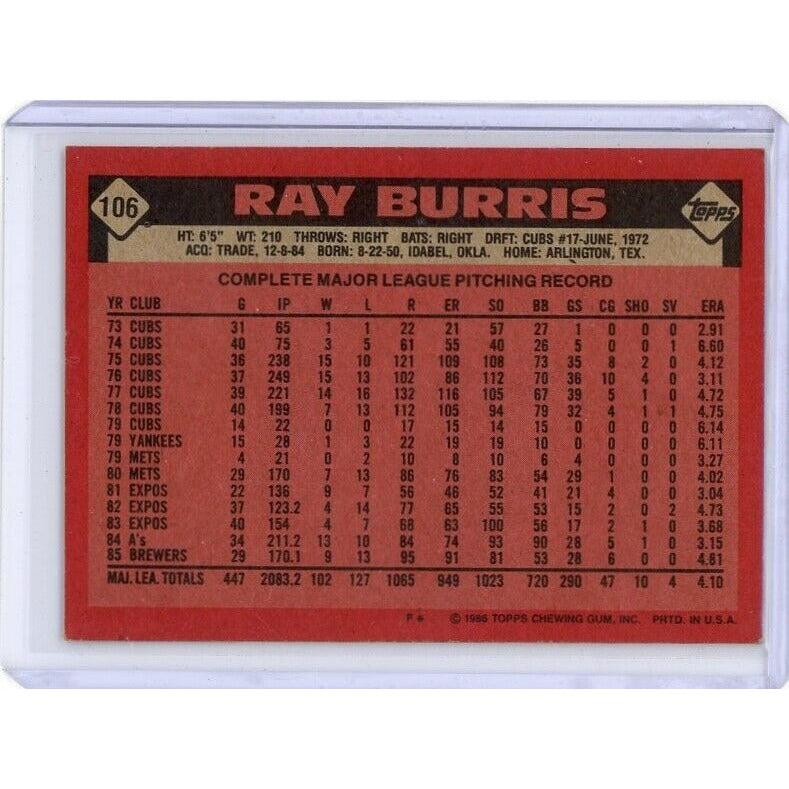 106 RAY BURRIS TOPPS
HT: 6'5" WT: 210 THROWS: RIGHT BATS: RIGHT DRFT: CUBS #17-JUNE, 1972
ACQ: TRADE, 12-8-84 BORN: 8-22-50, IDABEL, OKLA. HOME: ARLINGTON, TEX.
COMPLETE MAJOR LEAGUE PITCHING RECORD
YR CLUB G IP W L R ER SO BB GS CG SHO SV ERA
73 CUBS 31 65 1 1 22 21 57 27 1 0 0 0 2.91
74 CUBS 40 75 3 5 61 55 40 26 5 0 0 1 6.60
75 CUBS 36 238 15 10 121 109 108 73 35 8 2 0 4.12
76 CUBS 37 249 15 13 102 86 112 70 36 10 4 0 3.11
77 CUBS 39 221 14 16 132 116 105 67 39 5 1 0 4.72
78 CUBS 40 199 7 13 112 105 94 79 32 4 1 1 4.75
79 CUBS 14 22 0 0 17 15 14 15 0 0 0 0 6.14
79 YANKEES 15 28 1 3 22 19 19 10 0 0 0 0 6.11
79 METS 4 21 0 2 10 8 10 6 4 0 0 0 3.27
80 METS 29 170 7 13 86 76 83 54 29 1 0 0 4.02
81 EXPOS 22 136 9 7 56 46 52 41 21 4 0 0 3.04
82 EXPOS 37 123.2 4 14 77 65 55 53 15 2 0 2 4.73
83 EXPOS 40 154 4 7 68 63 100 56 17 2 1 0 3.68
84 A's 34 211.2 13 10 84 74 93 90 28 5 1 0 3.15
85 BREWERS 29 170.1 9 13 95 91 81 53 28 6 0 0 4.81
MAJ. LEA. TOTALS 447 2083.2 102 127 1065 949 1023 720 290 47 10 4 4.10
F* © 1986 TOPPS CHEWING GUM, INC. PRTD. IN U.S.A.